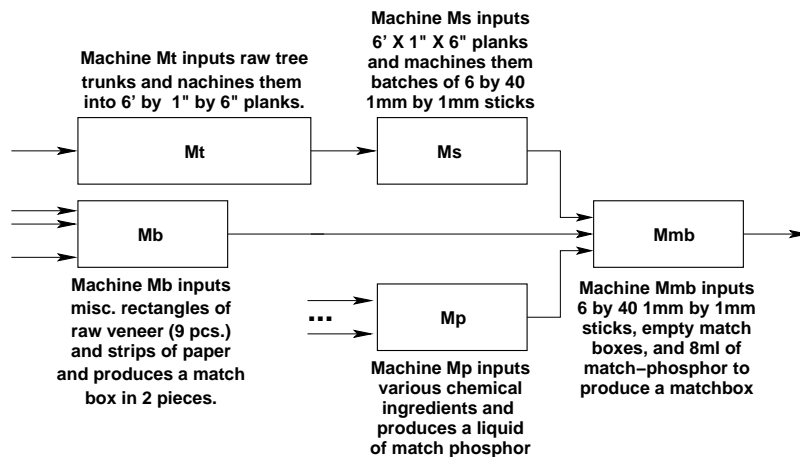 Machine Mt inputs raw tree
trunks and nachines them
into 6' by 1" by 6" planks.
Machine Ms inputs
6' X 1" X 6" planks
and machines them
batches of 6 by 40
1mm by 1mm sticks
Mt
Ms
Mb
Mmb
Machine Mb inputs
misc. rectangles of
raw veneer (9 pcs.)
and strips of paper
and produces a match
box in 2 pieces.
...
Mp
Machine Mp inputs
various chemical
ingredients and
produces a liquid
of match phosphor
Machine Mmb inputs
6 by 40 1mm by 1mm
sticks, empty match
boxes, and 8ml of
match−phosphor to
produce a matchbox